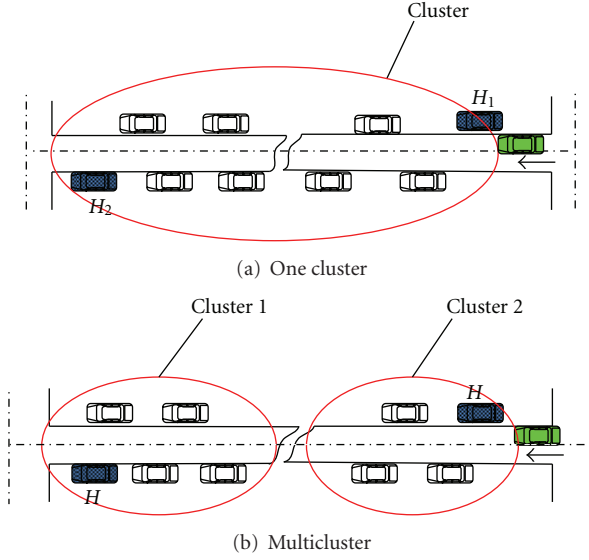 Cluster
H1
H2
(a) One cluster
Cluster 1
Cluster 2
H
H
(b) Multicluster